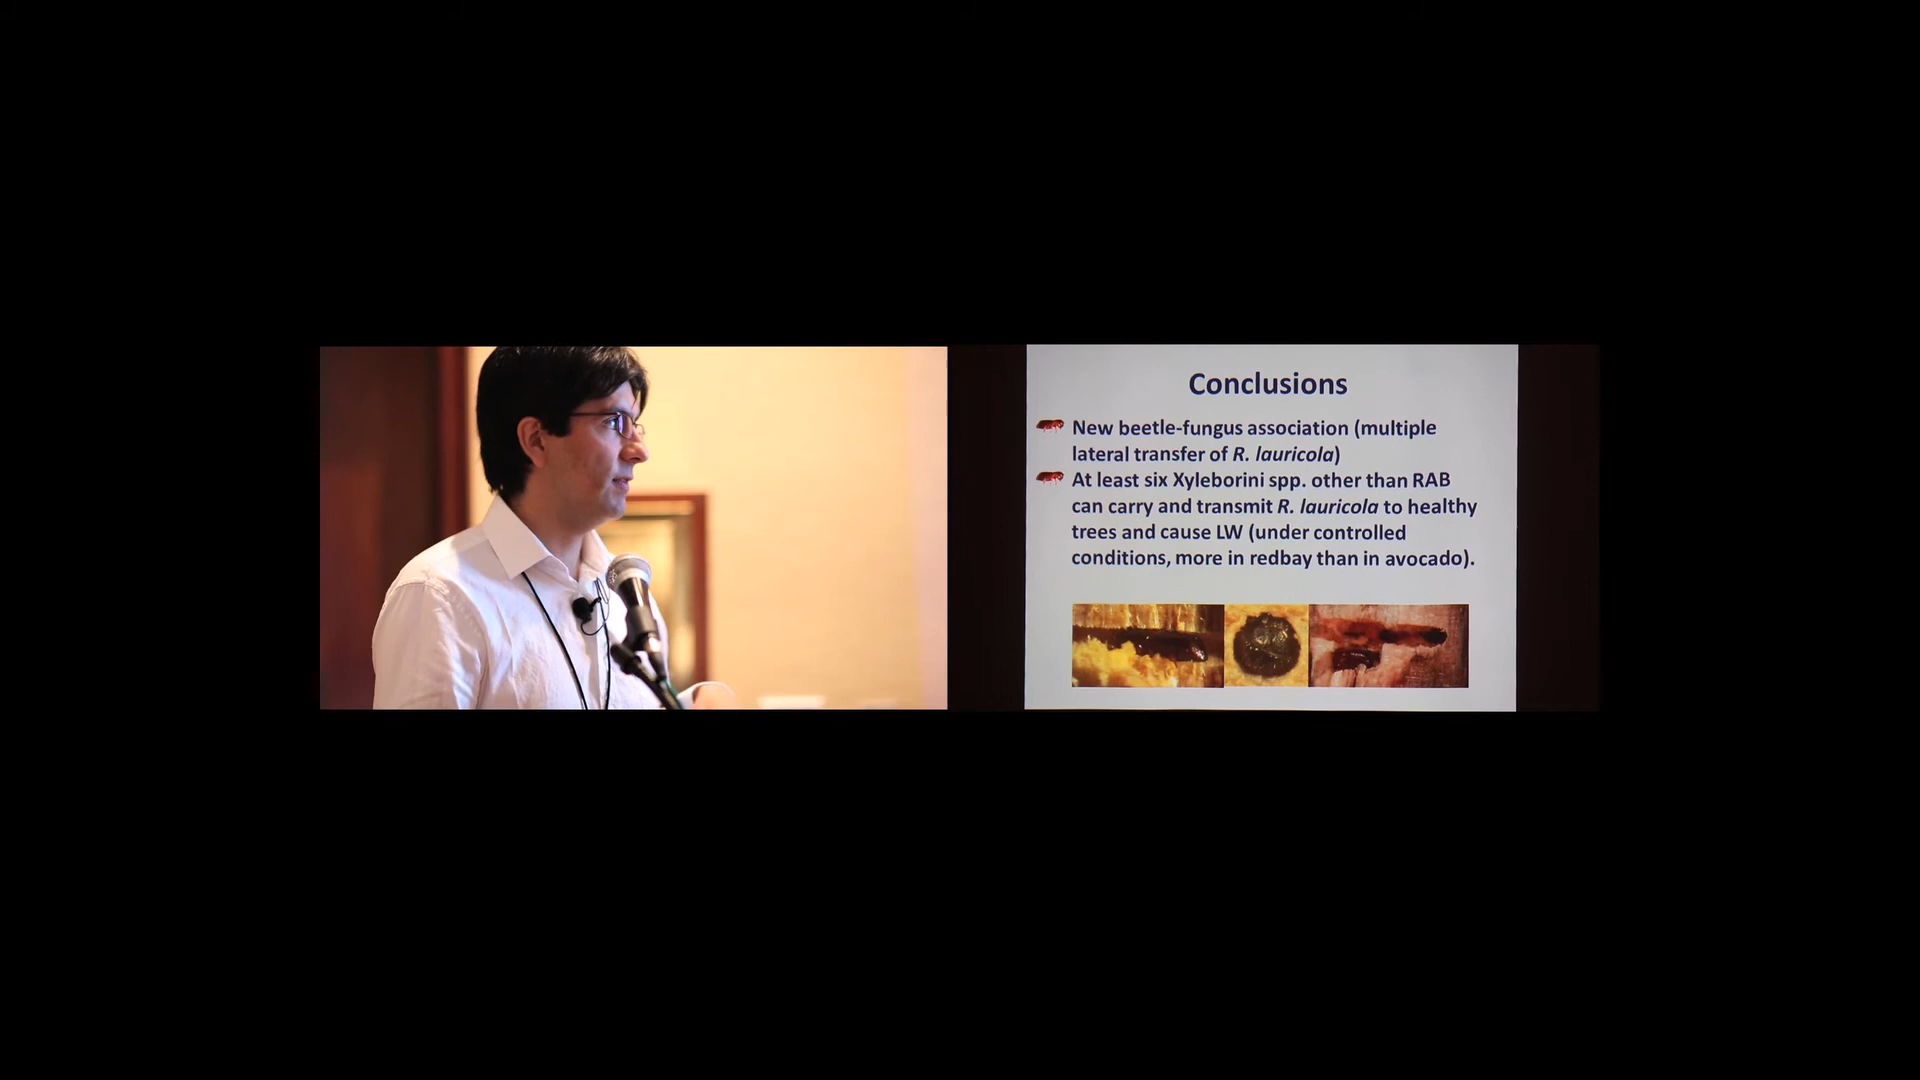 Conclusions
New beetle-fungus association (multiple
lateral transfer of R. lauricola)
At least six Xyleborini spp. other than RAB
can carry and transmit R. lauricola to healthy
trees and cause LW (under controlled
conditions, more in redbay than in avocado).